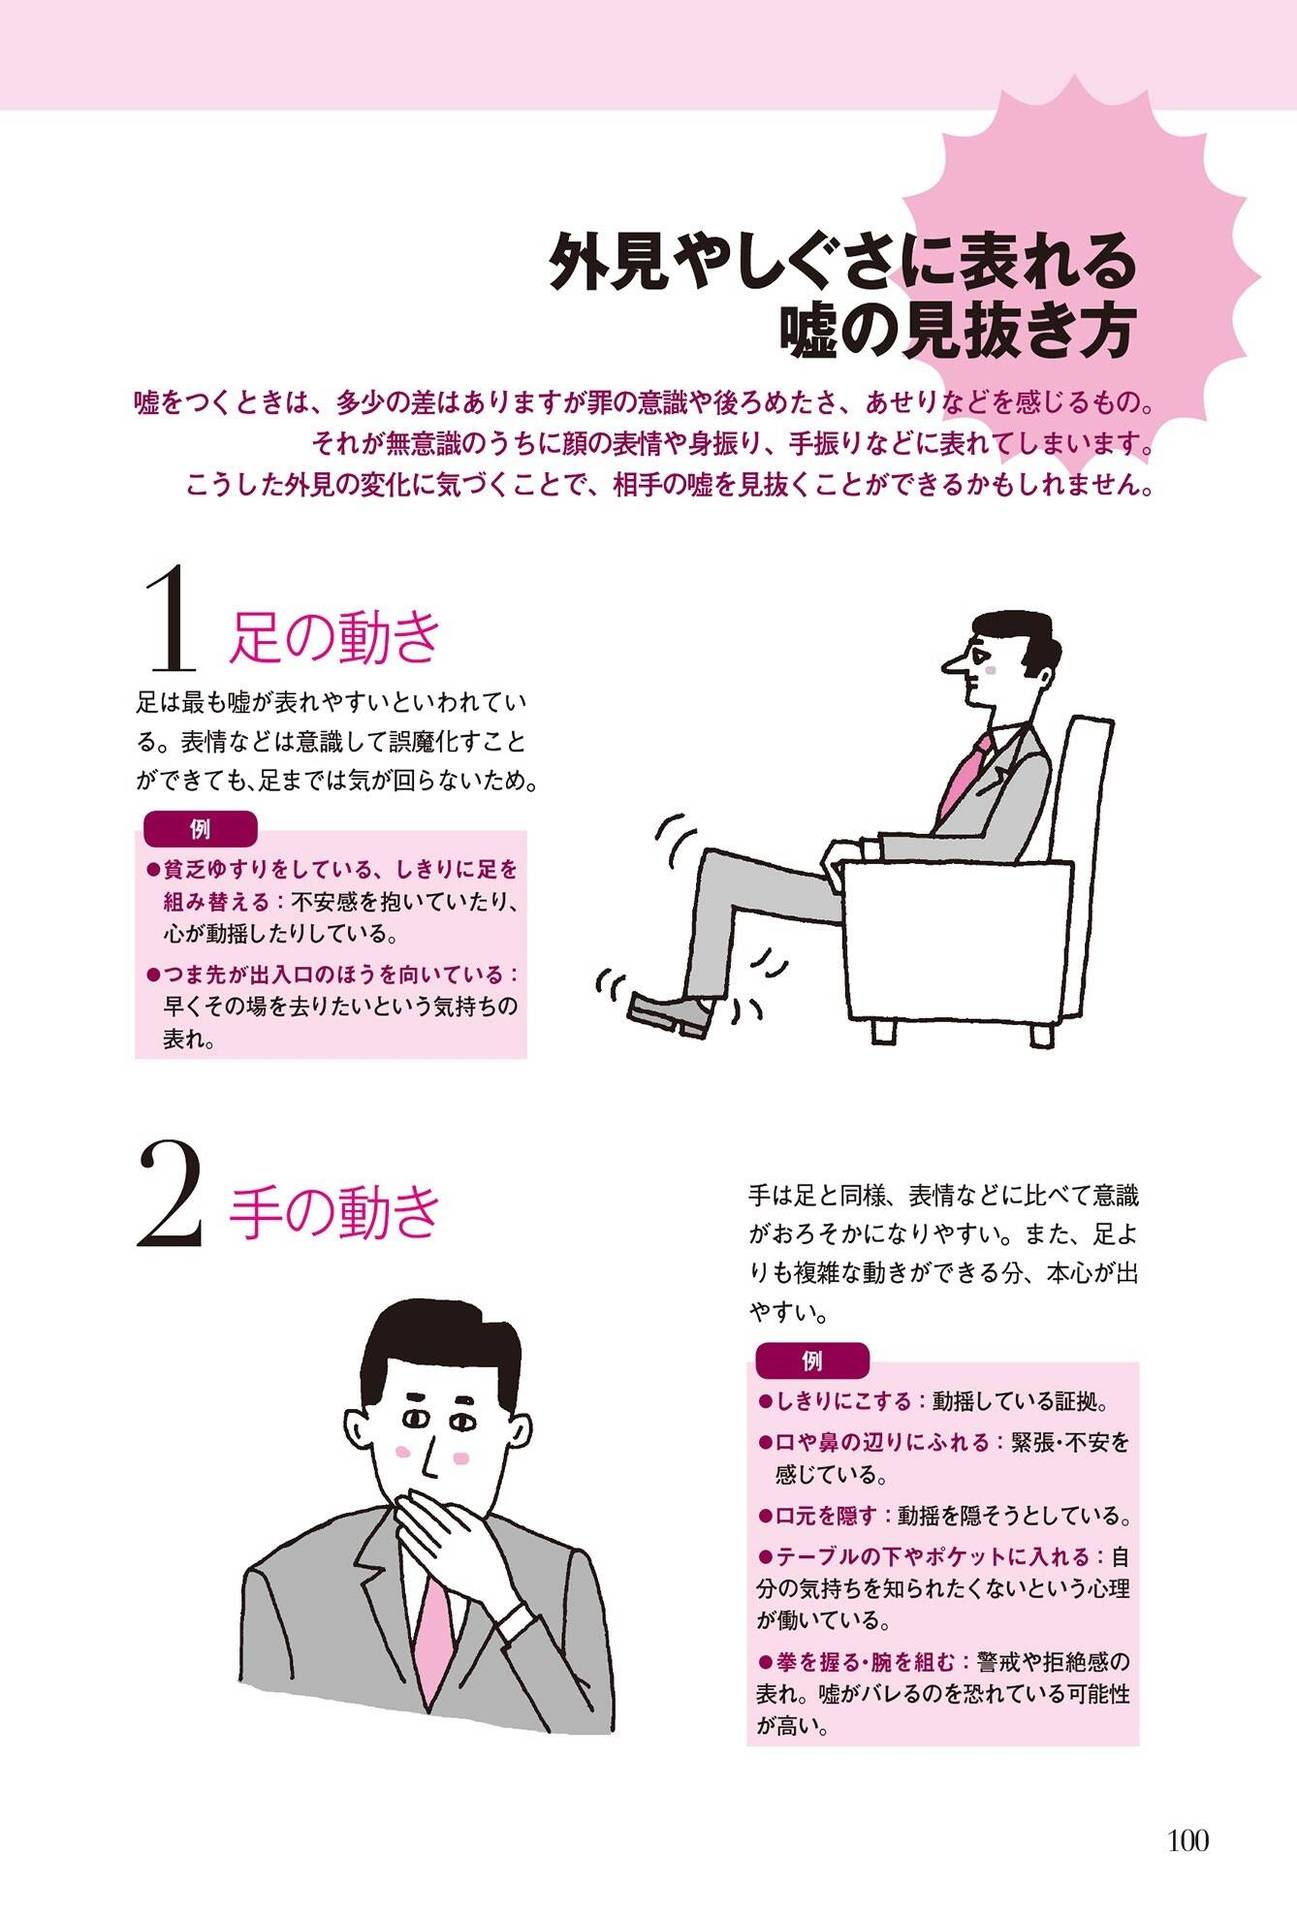 外見やしぐさに表れる
嘘の見抜き方
嘘をつくときは、多少の差はありますが罪の意識や後ろめたさ、あせりなどを感じるもの。
それが無意識のうちに顔の表情や身振り、手振りなどに表れてしまいます。
こうした外見の変化に気づくことで、相手の嘘を見抜くことができるかもしれません。
1 足の動き
足は最も嘘が表れやすいといわれてい
る。表情などは意識して誤魔化すこと
ができても、足までは気が回らないため。
例
●貧乏ゆすりをしている、しきりに足を
組み替える：不安感を抱いていたり、
心が動揺したりしている。
●つま先が出入口のほうを向いている：
早くその場を去りたいという気持ちの
表れ。
2 手の動き
手は足と同様、表情などに比べて意識
がおろそかになりやすい。また、足よ
りも複雑な動きができる分、本心が出
やすい。
例
●しきりにこする：動揺している証拠。
●口や鼻の辺りにふれる：緊張・不安を
感じている。
●口元を隠す：動揺を隠そうとしている。
●テーブルの下やポケットに入れる：自
分の気持ちを知られたくないという心理
が働いている。
●拳を握る・腕を組む：警戒や拒絶感の
表れ。嘘がバレるのを恐れている可能性
が高い。
100